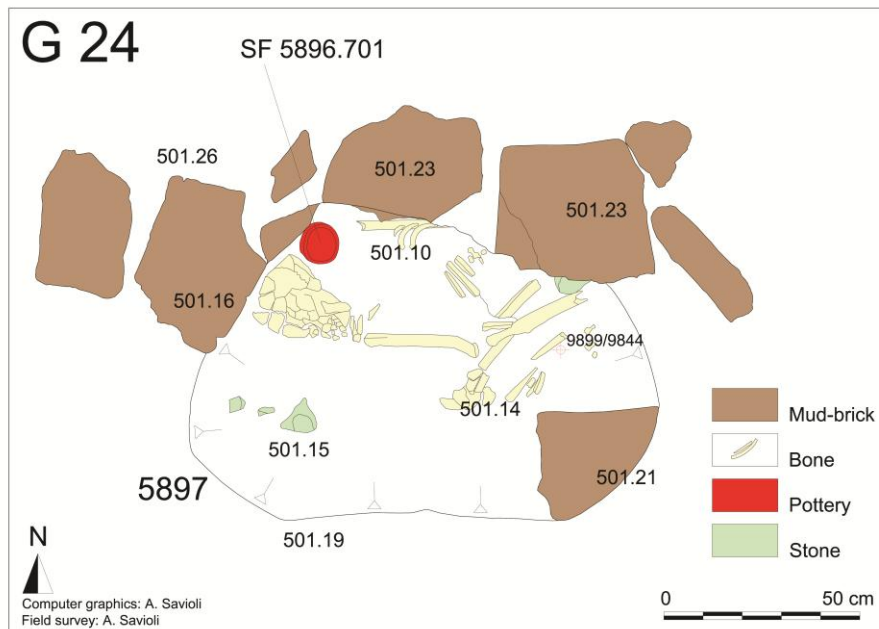 G 24
SF 5896.701
501.26
501.23
501.23
501.10
501.16
9899/9844
501.14
501.15
501.21
5897
501.19
Mud-brick
Bone
Pottery
Stone
N
Computer graphics: A. Savioli
Field survey: A. Savioli
0 50 cm